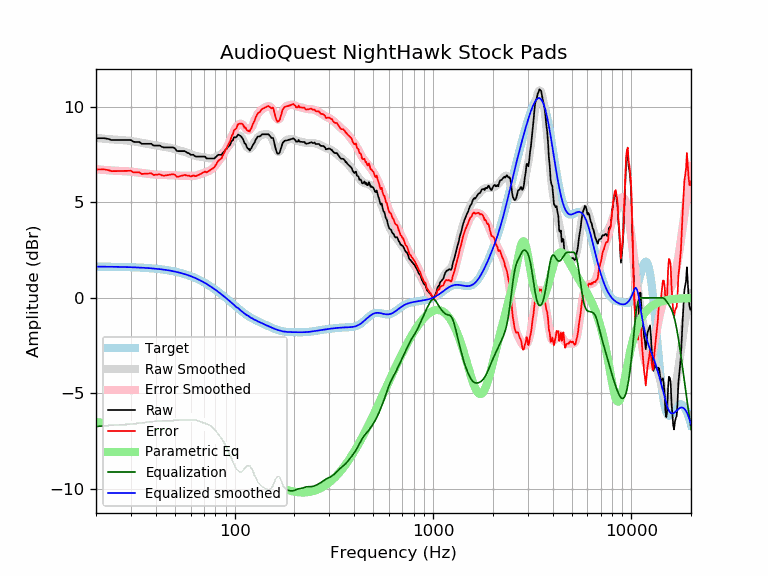 AudioQuest NightHawk Stock Pads
Amplitude (dBr)
10
5
0
−5
−10
Target
Raw Smoothed
Error Smoothed
Raw
Error
Parametric Eq
Equalization
Equalized smoothed
100
1000
10000
Frequency (Hz)